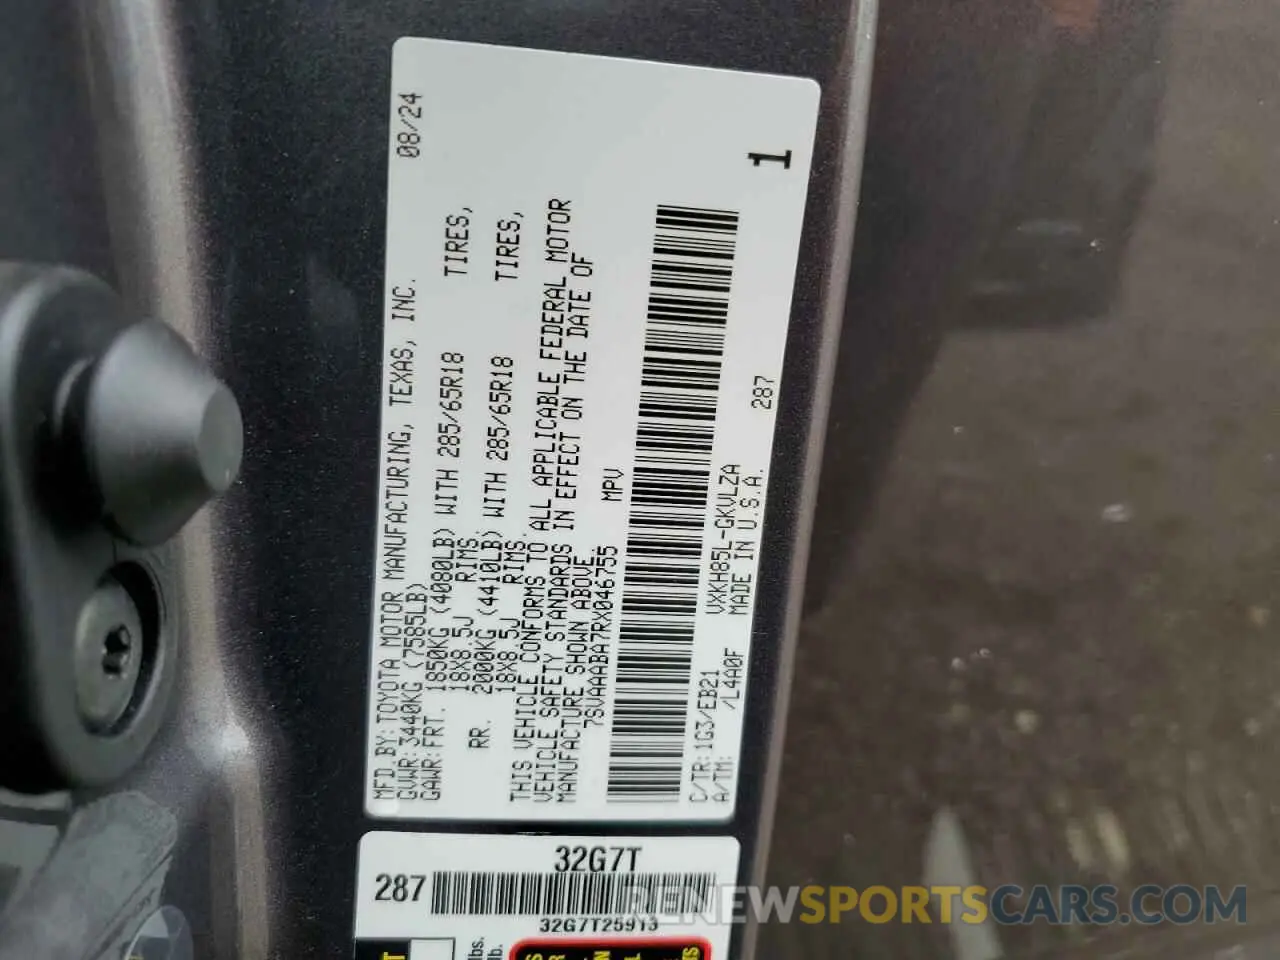 MFD.BY:TOYOTA MOTOR MANUFACTURING, TEXAS, INC. 08/24
GVWR:3440KG (7585LB)
GAWR:FRT. 1850KG (4080LB) WITH 285/65R18 TIRES,
18X8.5J RIMS.
RR. 2000KG (4410LB) WITH 285/65R18 TIRES,
18X8.5J RIMS.
THIS VEHICLE CONFORMS TO ALL APPLICABLE FEDERAL MOTOR
VEHICLE SAFETY STANDARDS IN EFFECT ON THE DATE OF
MANUFACTURE SHOWN ABOVE.
7SVAAABA7RX046755 MPV
C/TR:1G3/EB21 VXKH85L-GKVLZA 287
A/TM: /L4A0F MADE IN U.S.A.
1
32G7T
287
32G7T25913
lbs.
lb.
RENEWSPORTSCARS.COM